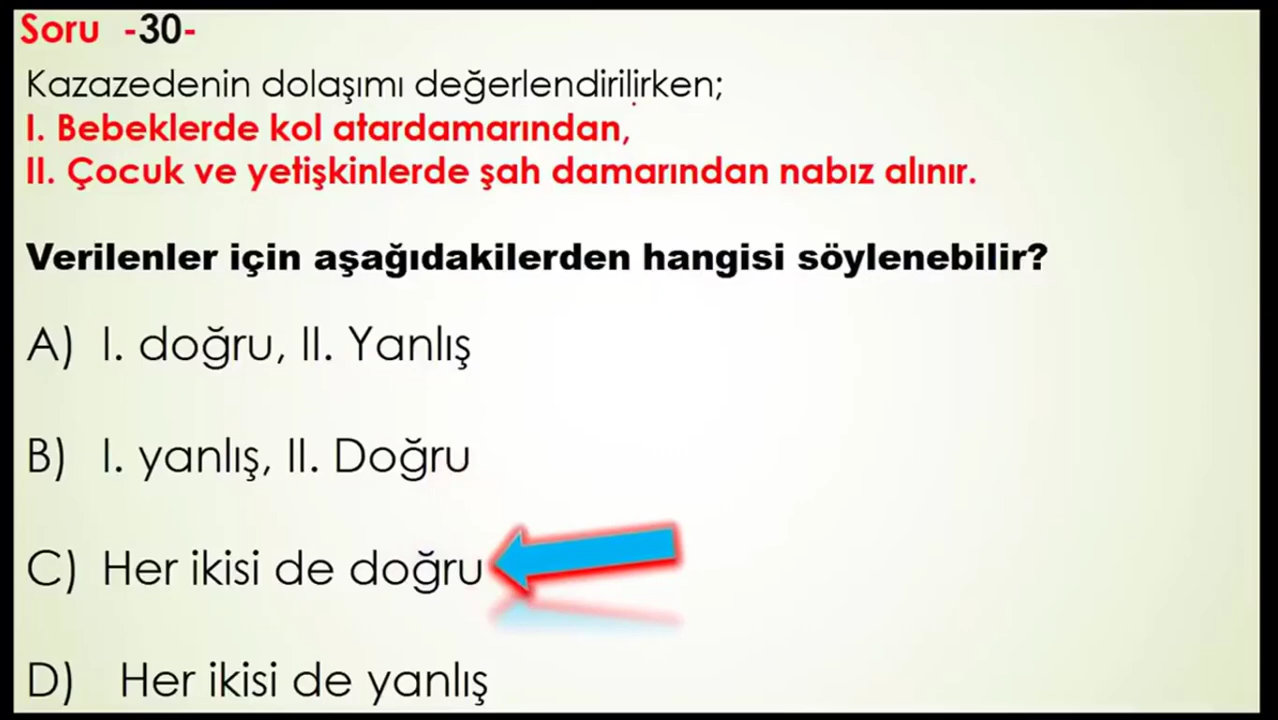 Soru -30-
Kazazedenin dolaşımı değerlendirilirken;
I. Bebeklerde kol atardamarından,
II. Çocuk ve yetişkinlerde şah damarından nabız alınır.
Verilenler için aşağıdakilerden hangisi söylenebilir?
A) I. doğru, II. Yanlış
B) I. yanlış, II. Doğru
C) Her ikisi de doğru
D) Her ikisi de yanlış